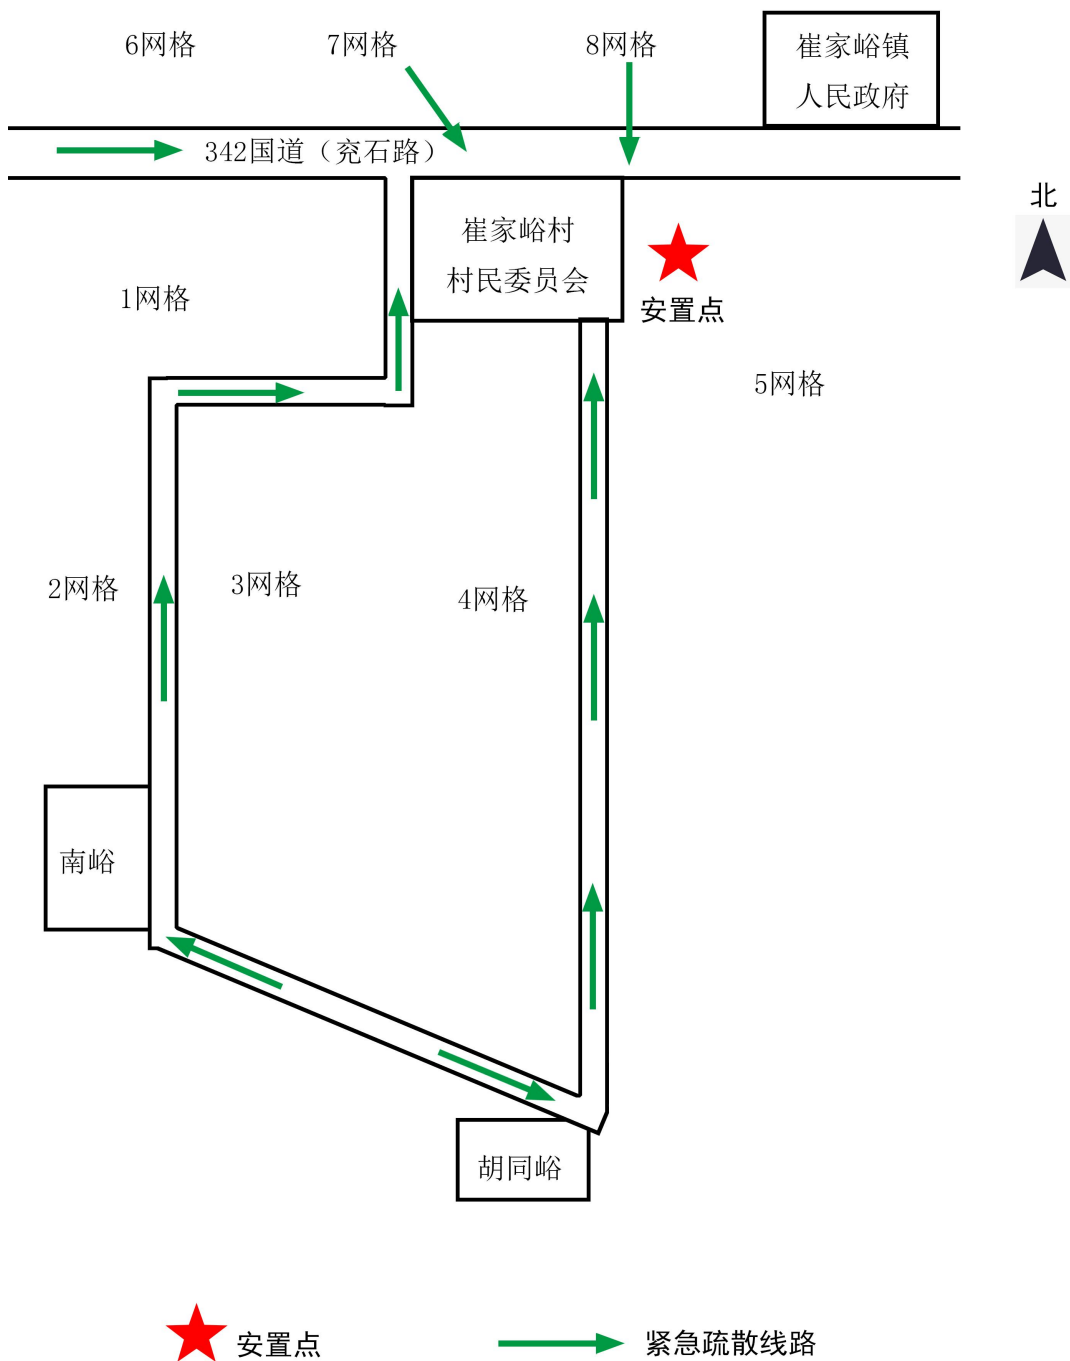 6网格
7网格
8网格
崔家峪镇
人民政府
342国道（兖石路）
北
崔家峪村
村民委员会
安置点
1网格
5网格
2网格
3网格
4网格
南峪
胡同峪
安置点
紧急疏散线路